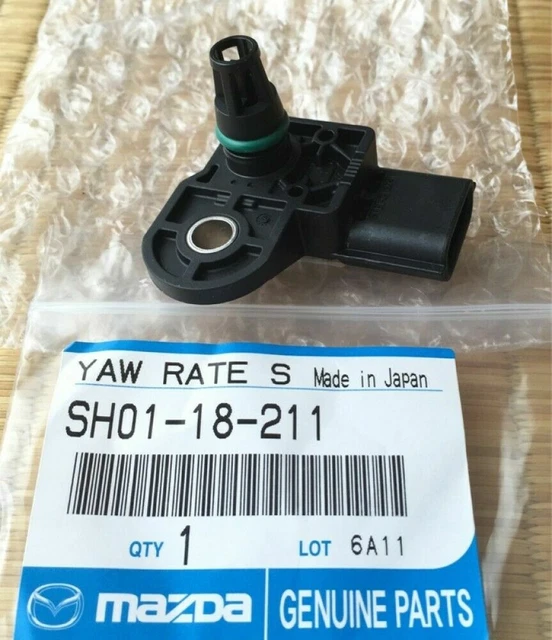 YAW RATE S Made in Japan
SH01-18-211
QTY 1 LOT 6A11
mazda GENUINE PARTS